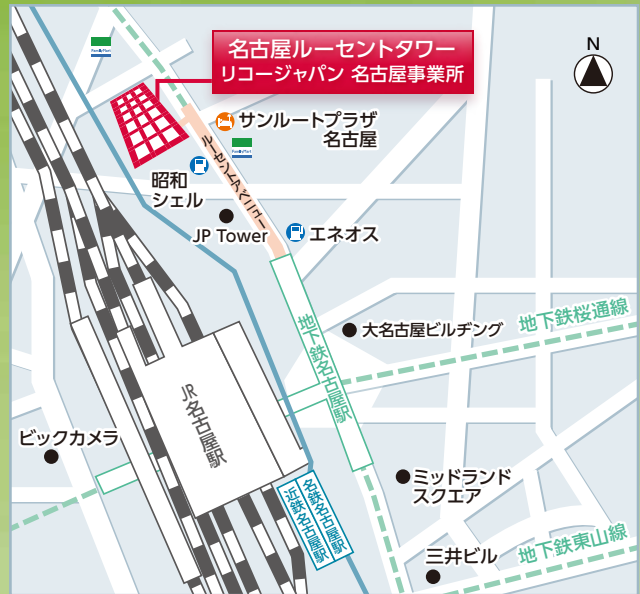 FamilyMart
名古屋ルーセントタワー
リコージャパン 名古屋事業所
N
サンルートプラザ
名古屋
FamilyMart
ルーセントアベニュー
昭和
シェル
JP Tower
エネオス
地下鉄名古屋駅
大名古屋ビルヂング
地下鉄桜通線
JR名古屋駅
ビックカメラ
ミッドランド
スクエア
名鉄名古屋駅
近鉄名古屋駅
三井ビル
地下鉄東山線